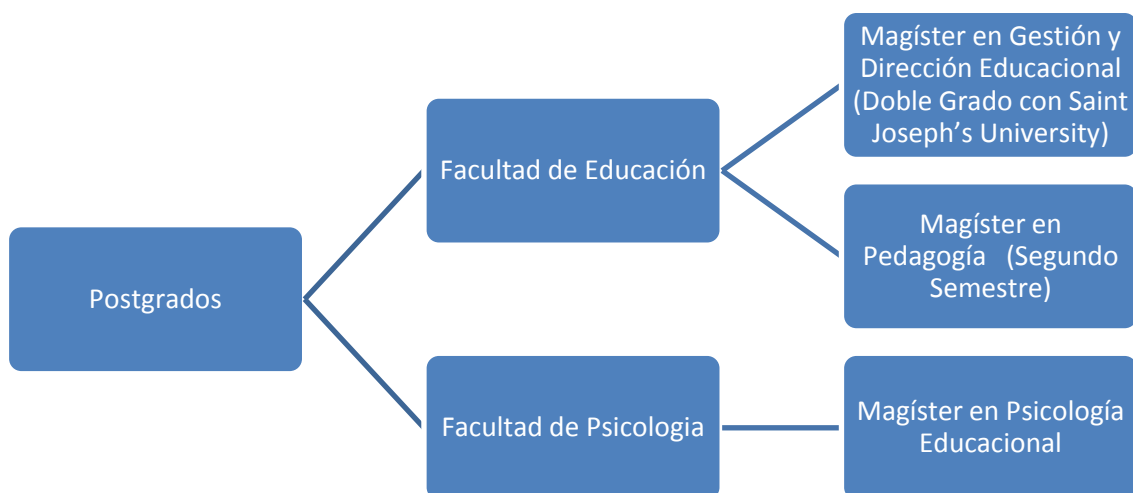 Postgrados
Facultad de Educación
Magíster en Gestión y
Dirección Educacional
(Doble Grado con Saint
Joseph’s University)
Magíster en
Pedagogía (Segundo
Semestre)
Facultad de Psicologia
Magíster en Psicología
Educacional